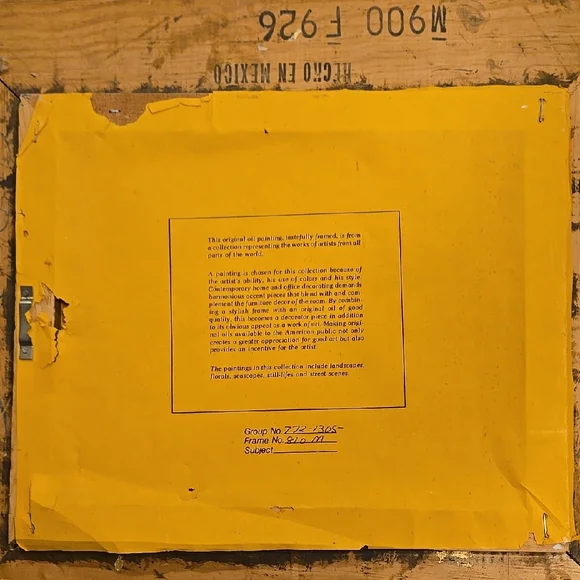 M900 F926
HECHO EN MEXICO
This original oil painting, tastefully framed, is from
a collection representing the works of artists from all
parts of the world.
A painting is chosen for this collection because of
the artist's ability, his use of colors and his style.
Contemporary home and office decorating demands
harmonious accent pieces that blend with and com-
plement the furniture decor of the room. By combin-
ing a stylish frame with an original oil of good
quality, this becomes a decorator piece in addition
to its obvious appeal as a work of art. Making origi-
nal oils available to the American public not only
creates a greater appreciation for good art but also
provides an incentive for the artist.
The paintings in this collection include landscapes,
florals, seascapes, still-lifes and street scenes.
Group No. 772-1305-
Frame No. 810 M
Subject